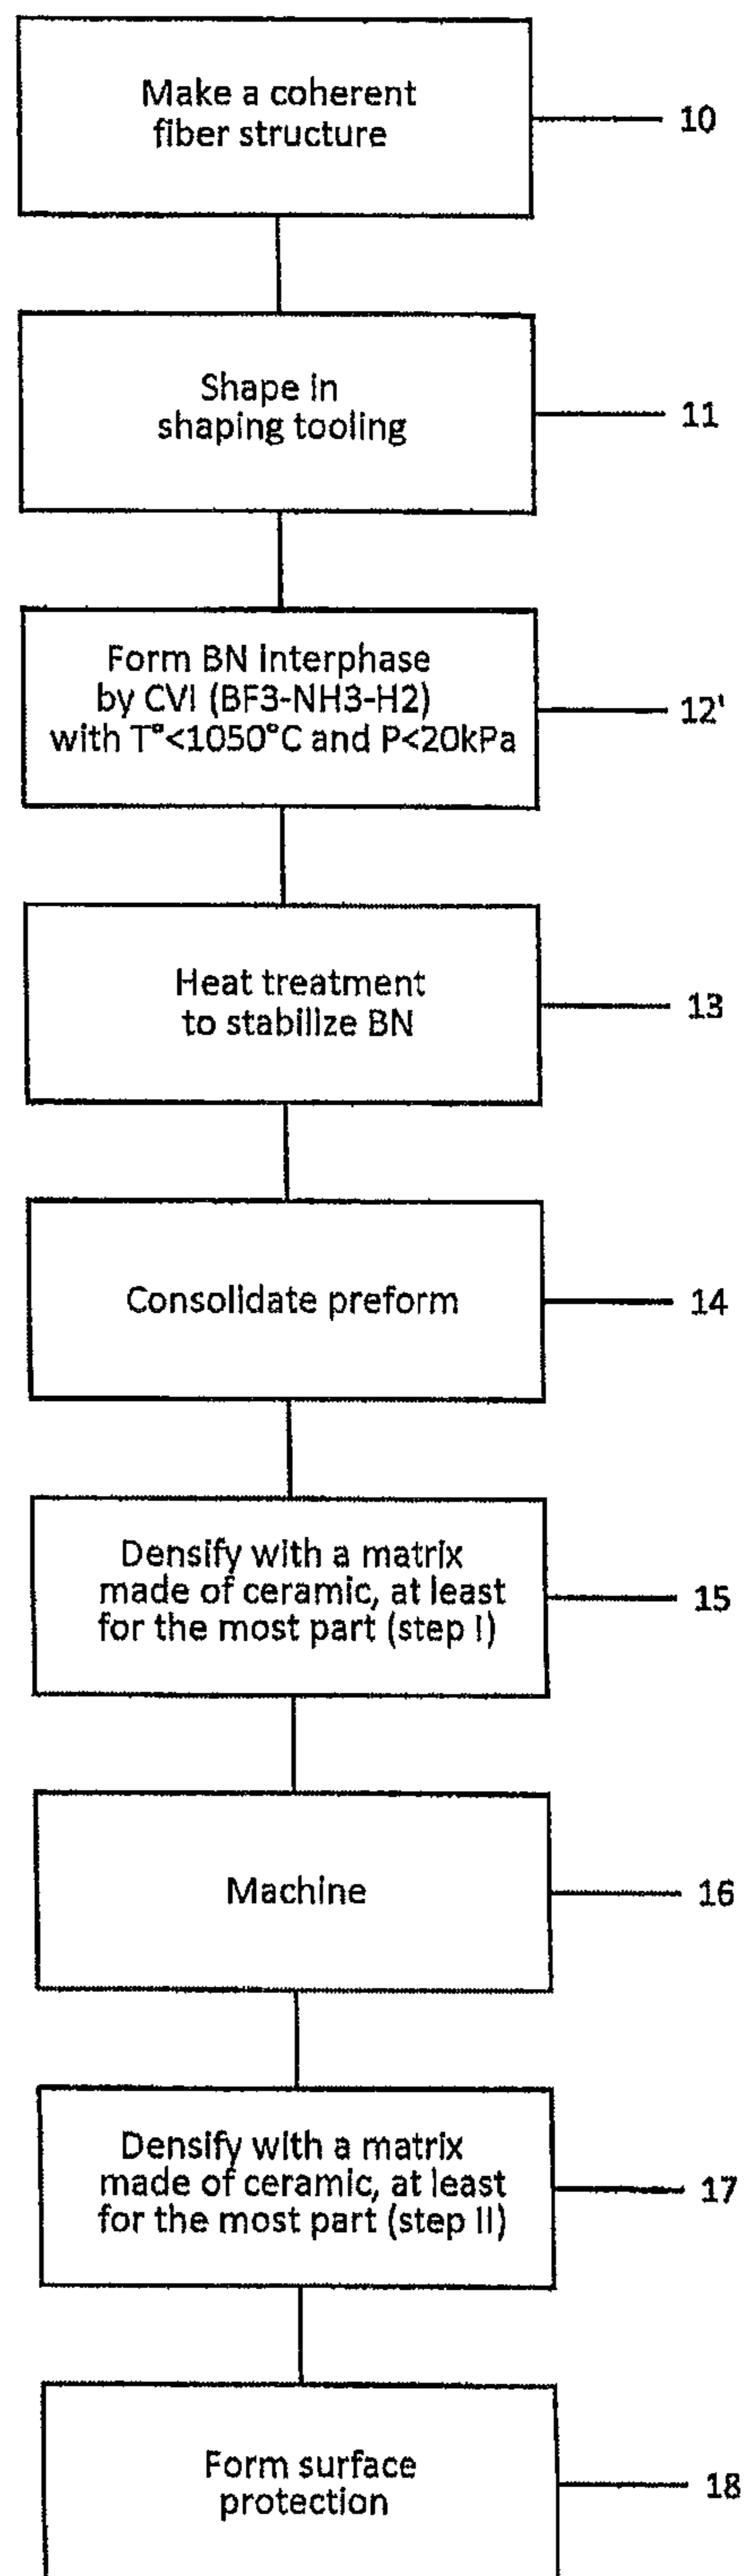 Make a coherent
fiber structure
10
Shape in
shaping tooling
11
Form BN interphase
by CVI (BF3-NH3-H2)
with T°<1050°C and P<20kPa
12'
Heat treatment
to stabilize BN
13
Consolidate preform
14
Densify with a matrix
made of ceramic, at least
for the most part (step I)
15
Machine
16
Densify with a matrix
made of ceramic, at least
for the most part (step II)
17
Form surface
protection
18